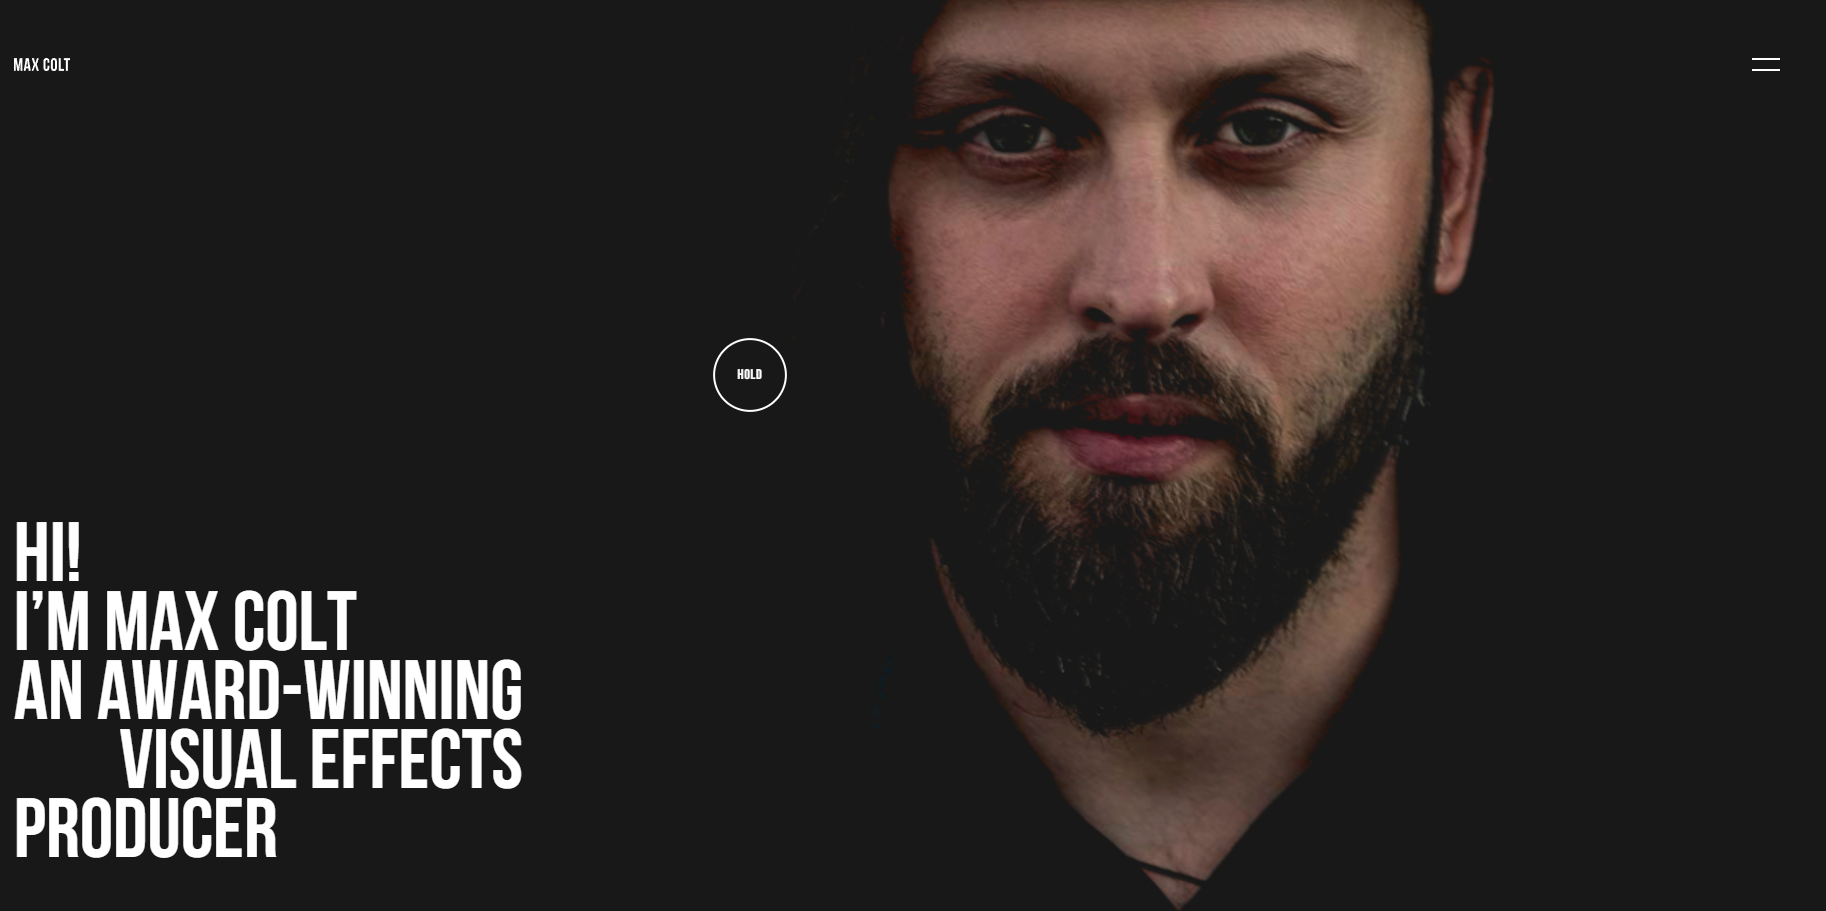 MAX COLT
HOLD
HI!
I’M MAX COLT
AN AWARD-WINNING
VISUAL EFFECTS
PRODUCER